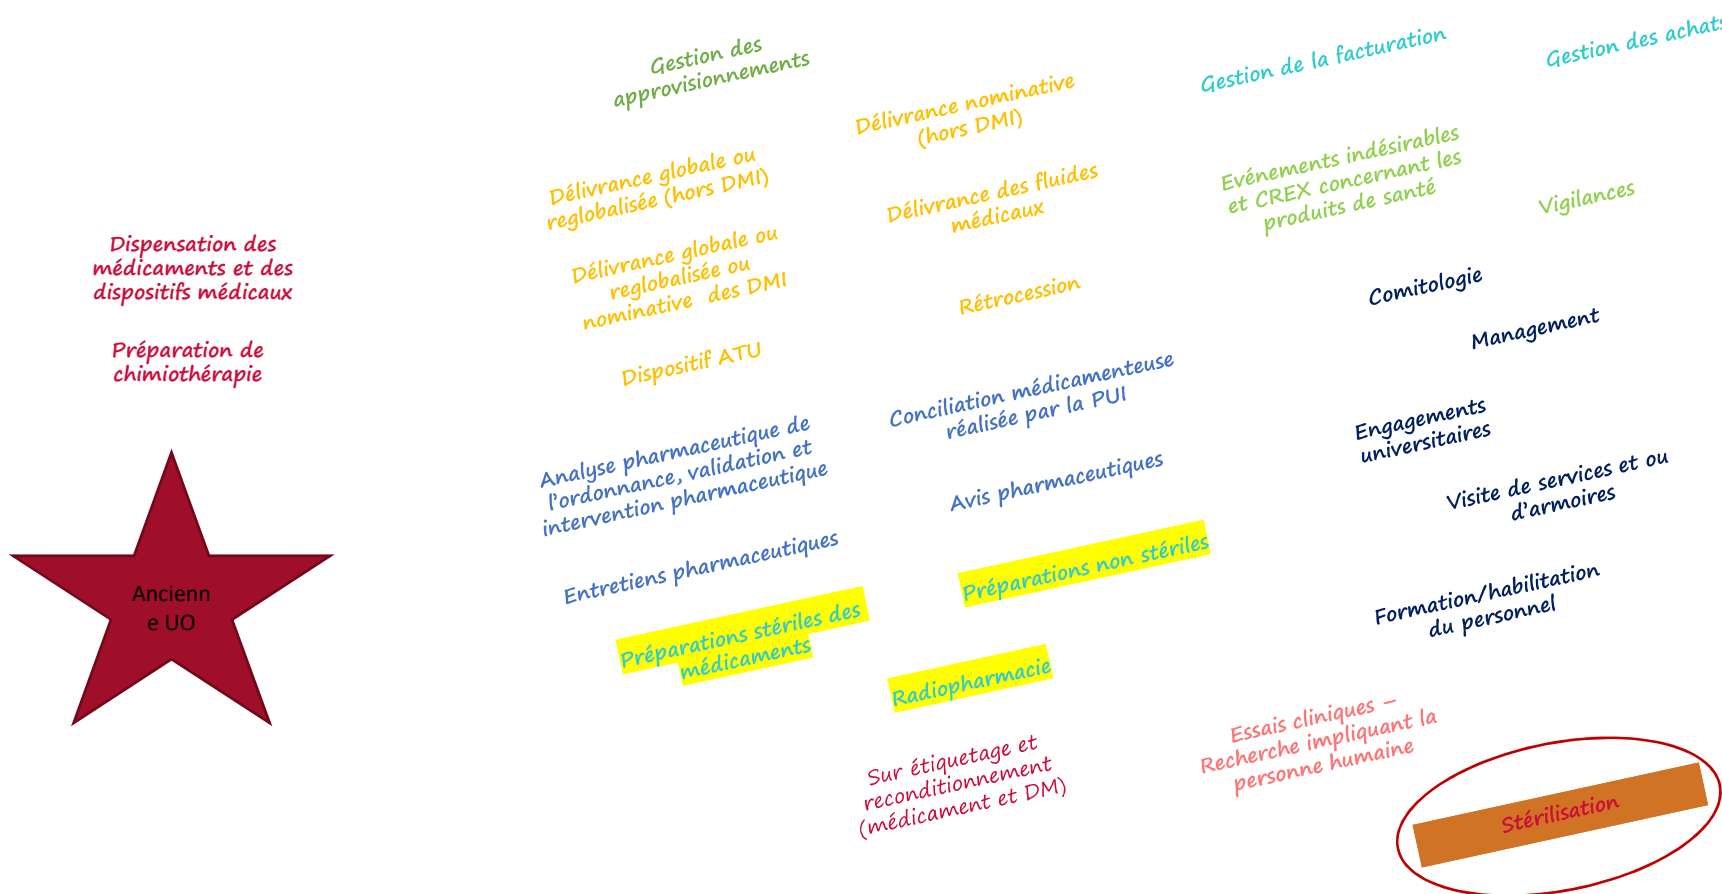 Dispensation des
médicaments et des
dispositifs médicaux
Préparation de
chimiothérapie
Ancienn
e UO
Gestion des
approvisionnements
Délivrance globale ou
reglobalisée (hors DMI)
Délivrance globale ou
reglobalisée ou
nominative des DMI
Dispositif ATU
Analyse pharmaceutique de
l'ordonnance, validation et
intervention pharmaceutique
Entretiens pharmaceutiques
Préparations stériles des
médicaments
Délivrance nominative
(hors DMI)
Délivrance des fluides
médicaux
Rétrocession
Conciliation médicamenteuse
réalisée par la PUI
Avis pharmaceutiques
Préparations non stériles
Radiopharmacie
Sur étiquetage et
reconditionnement
(médicament et DM)
Gestion de la facturation
Gestion des achats
Evénements indésirables
et CREX concernant les
produits de santé
Vigilances
Comitologie
Management
Engagements
universitaires
Visite de services et ou
d’armoires
Formation/habilitation
du personnel
Essais cliniques –
Recherche impliquant la
personne humaine
Stérilisation